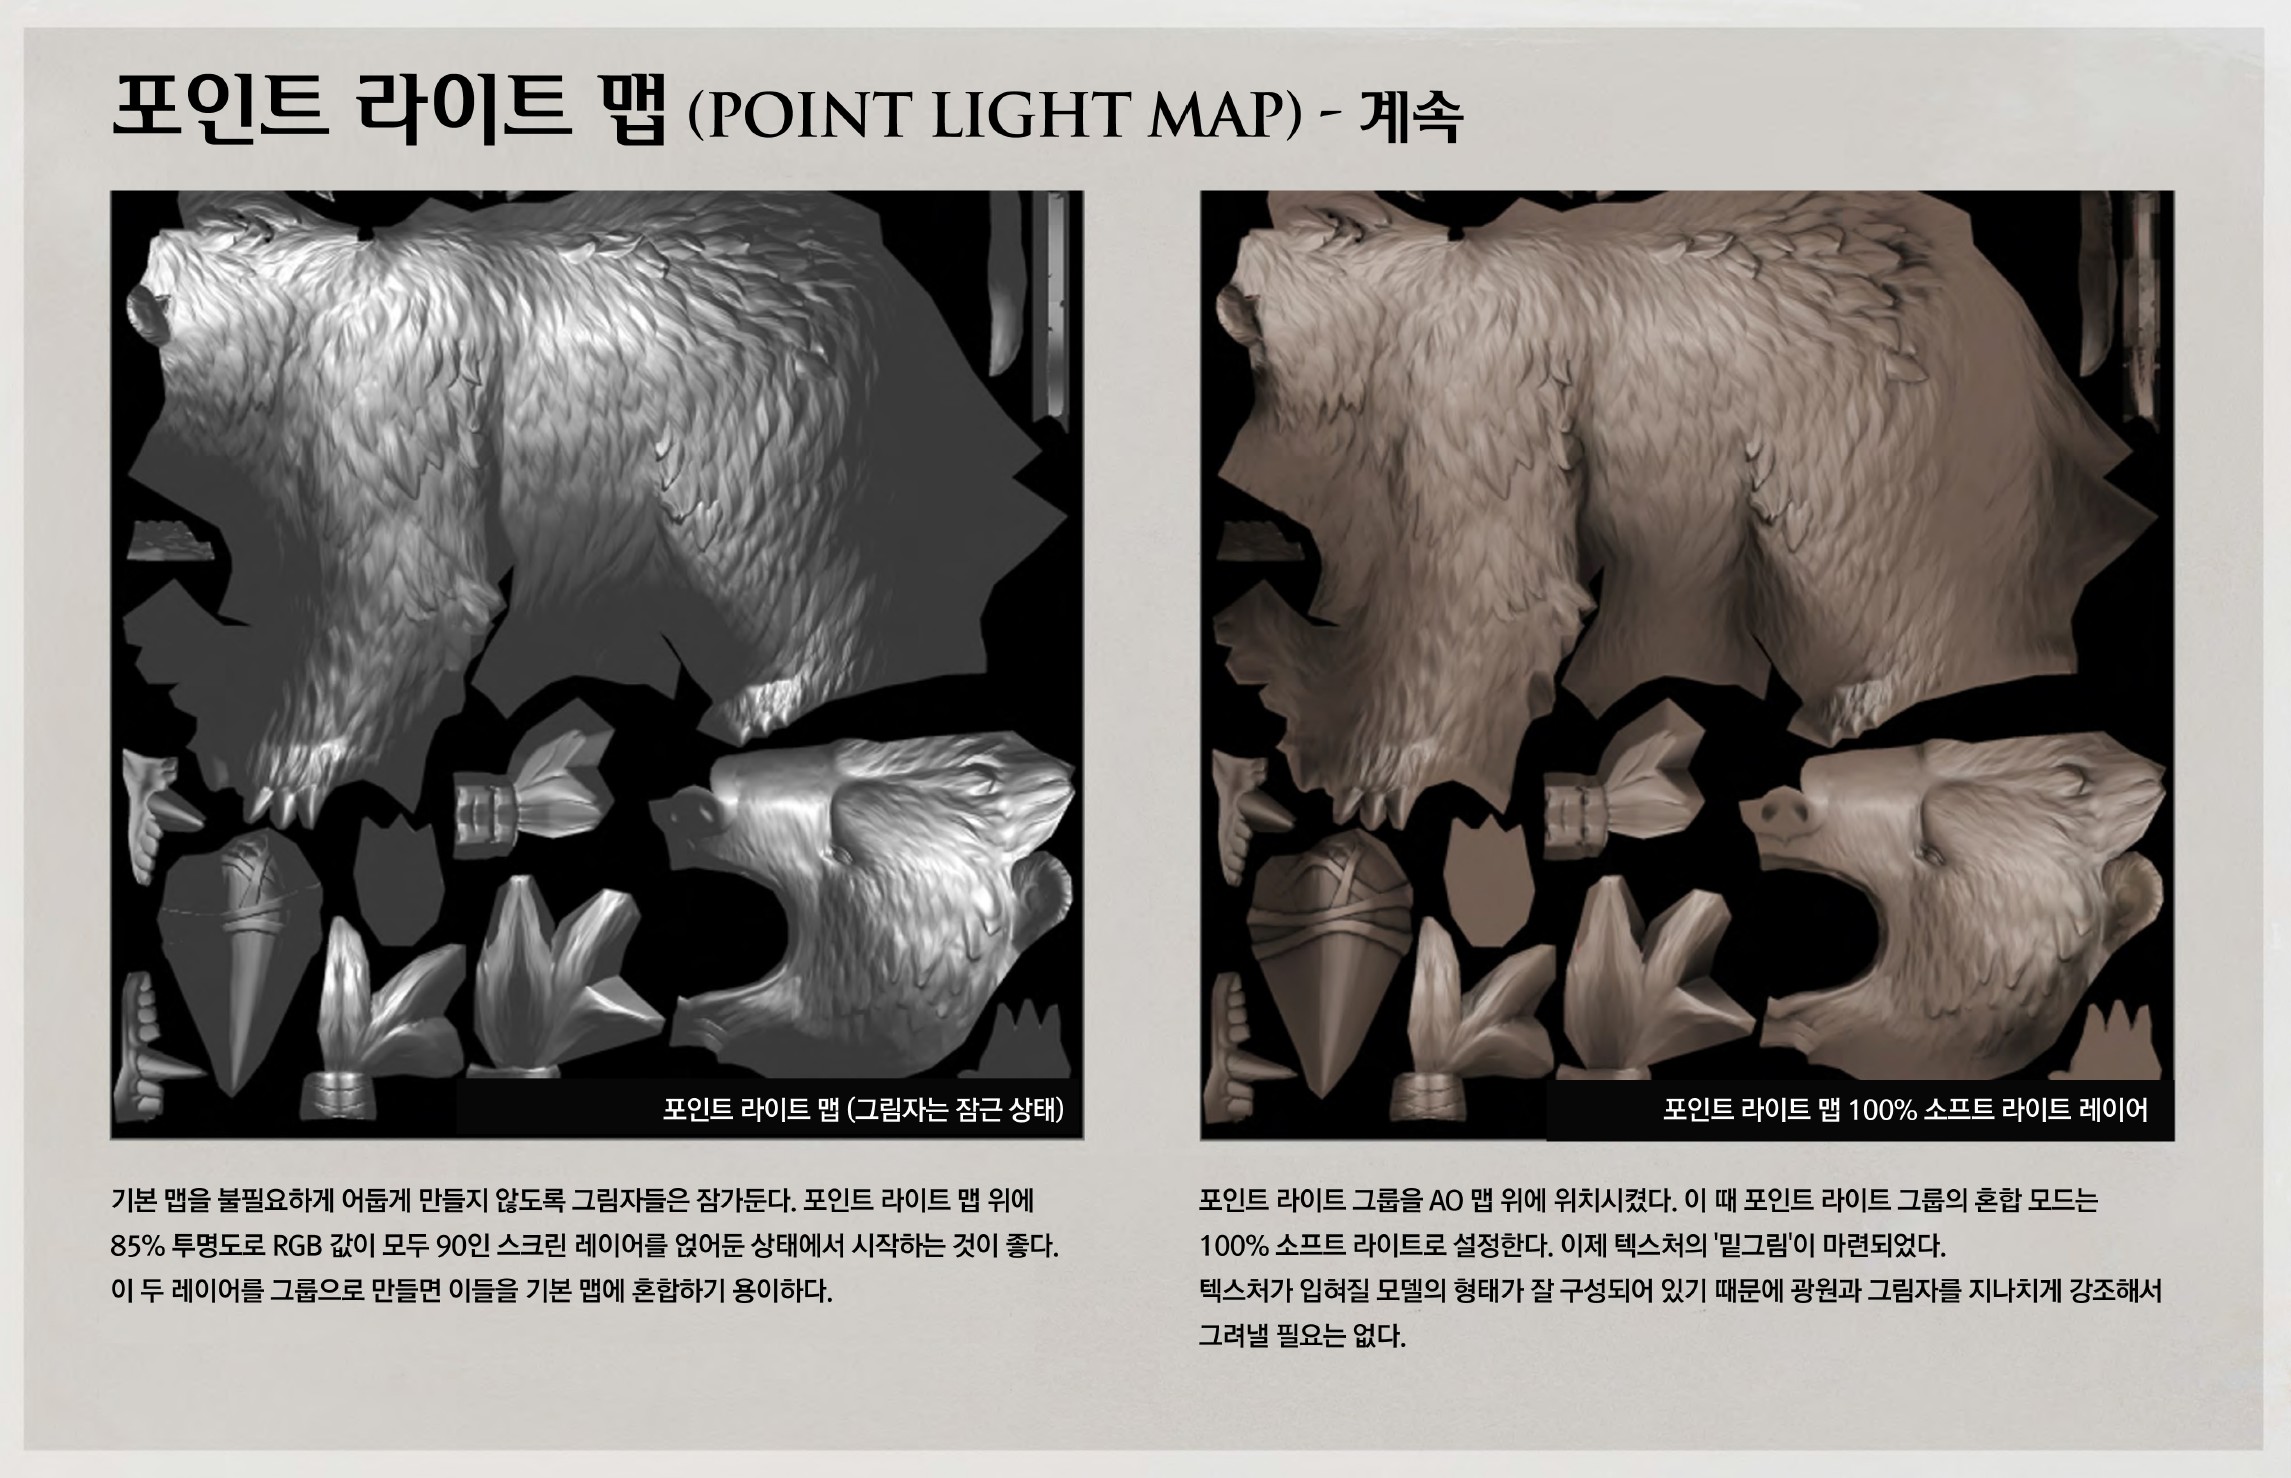 포인트 라이트 맵 (POINT LIGHT MAP) - 계속
포인트 라이트 맵 (그림자는 잠근 상태)
포인트 라이트 맵 100% 소프트 라이트 레이어
기본 맵을 불필요하게 어둡게 만들지 않도록 그림자들은 잠가둔다. 포인트 라이트 맵 위에
85% 투명도로 RGB 값이 모두 90인 스크린 레이어를 얹어둔 상태에서 시작하는 것이 좋다.
이 두 레이어를 그룹으로 만들면 이들을 기본 맵에 혼합하기 용이하다.
포인트 라이트 그룹을 AO 맵 위에 위치시켰다. 이 때 포인트 라이트 그룹의 혼합 모드는
100% 소프트 라이트로 설정한다. 이제 텍스처의 '밑그림'이 마련되었다.
텍스처가 입혀질 모델의 형태가 잘 구성되어 있기 때문에 광원과 그림자를 지나치게 강조해서
그려낼 필요는 없다.